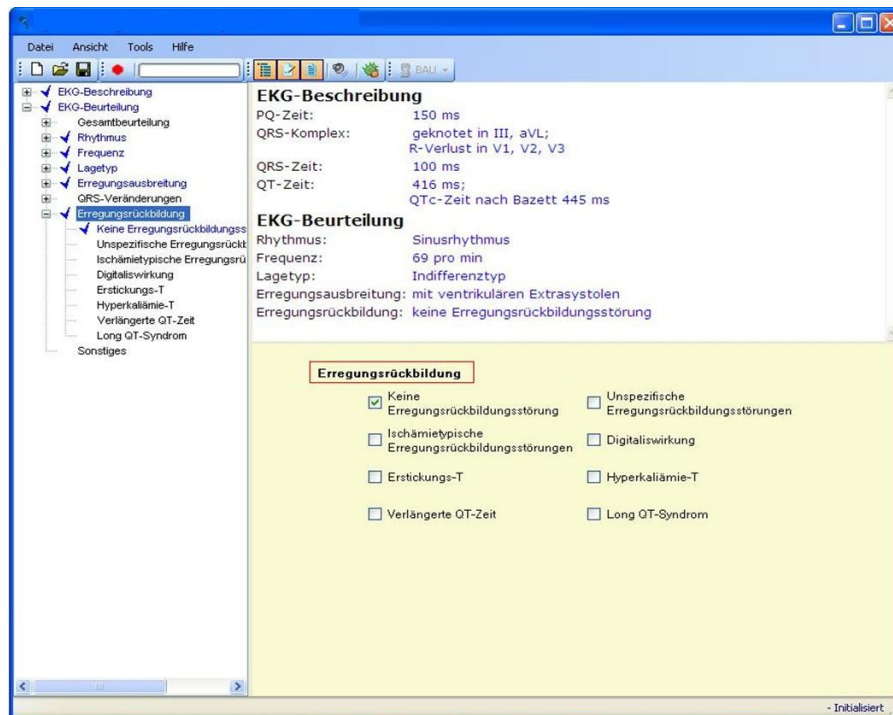 Datei Ansicht Tools Hilfe
BAU
EKG-Beschreibung
EKG-Beurteilung
Gesamtbeurteilung
Rhythmus
Frequenz
Lagetyp
Erregungsausbreitung
QRS-Veränderungen
Erregungsrückbildung
Keine Erregungsrückbildungss
Unspezifische Erregungsrückt
Ischämietypische Erregungsrü
Digitaliswirkung
Erstickungs-T
Hyperkaliämie-T
Verlängerte QT-Zeit
Long QT-Syndrom
Sonstiges
EKG-Beschreibung
PQ-Zeit: 150 ms
QRS-Komplex: geknotet in III, aVL;
R-Verlust in V1, V2, V3
QRS-Zeit: 100 ms
QT-Zeit: 416 ms;
QTc-Zeit nach Bazett 445 ms
EKG-Beurteilung
Rhythmus: Sinusrhythmus
Frequenz: 69 pro min
Lagetyp: Indifferenztyp
Erregungsausbreitung: mit ventrikulären Extrasystolen
Erregungsrückbildung: keine Erregungsrückbildungsstörung
Erregungsrückbildung
Keine
Erregungsrückbildungsstörung
Unspezifische
Erregungsrückbildungsstörungen
Ischämietypische
Erregungsrückbildungsstörungen
Digitaliswirkung
Erstickungs-T
Hyperkaliämie-T
Verlängerte QT-Zeit
Long QT-Syndrom
- Initialisiert